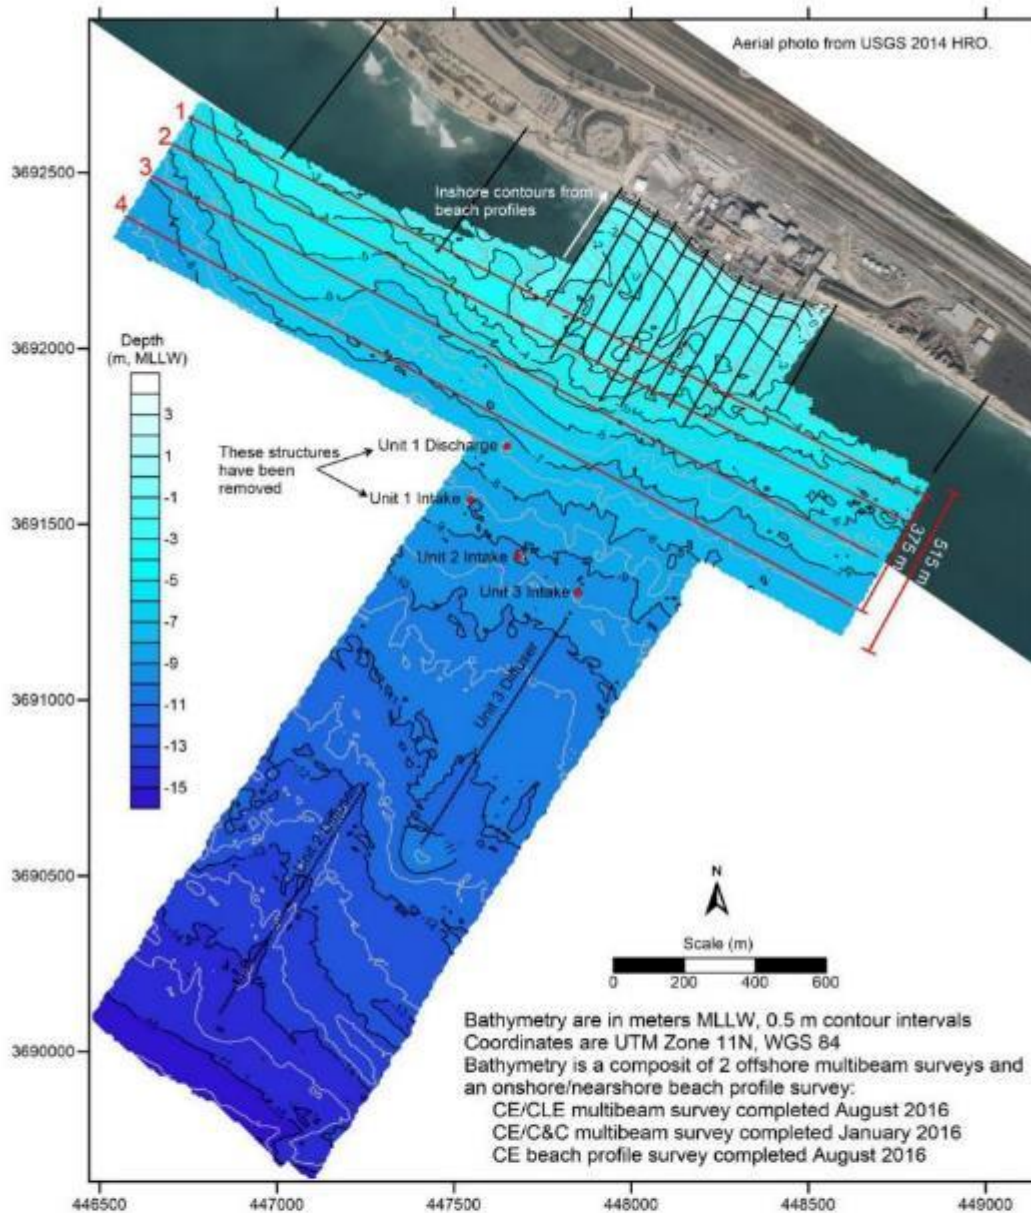 Aerial photo from USGS 2014 HRO.
1
2
3
4
3692500
Inshore contours from
beach profiles
3692000
Depth
(m, MLLW)
3
1
-1
-3
-5
-7
-9
-11
-13
-15
These structures
have been
removed
Unit 1 Discharge
Unit 1 Intake
Unit 2 Intake
Unit 3 Intake
375 m
515 m
3691500
Unit 3 Diffuser
3691000
Unit 2 Diffuser
3690500
N
Scale (m)
0 200 400 600
3690000
Bathymetry are in meters MLLW, 0.5 m contour intervals
Coordinates are UTM Zone 11N, WGS 84
Bathymetry is a composit of 2 offshore multibeam surveys and
an onshore/nearshore beach profile survey:
CE/CLE multibeam survey completed August 2016
CE/C&C multibeam survey completed January 2016
CE beach profile survey completed August 2016
446500 447000 447500 448000 448500 449000